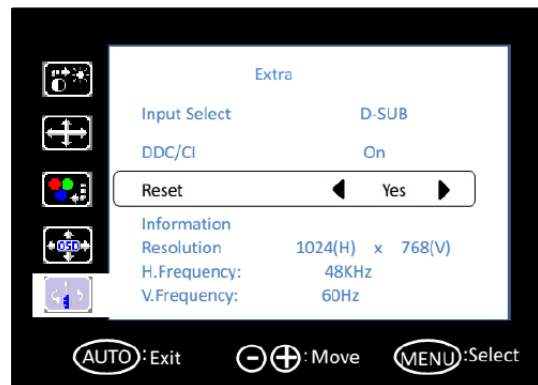 Extra
Input Select D-SUB
DDC/CI On
Reset Yes
Information
Resolution 1024(H) x 768(V)
H.Frequency: 48KHz
V.Frequency: 60Hz
OSD
AUTO: Exit - +: Move MENU:Select